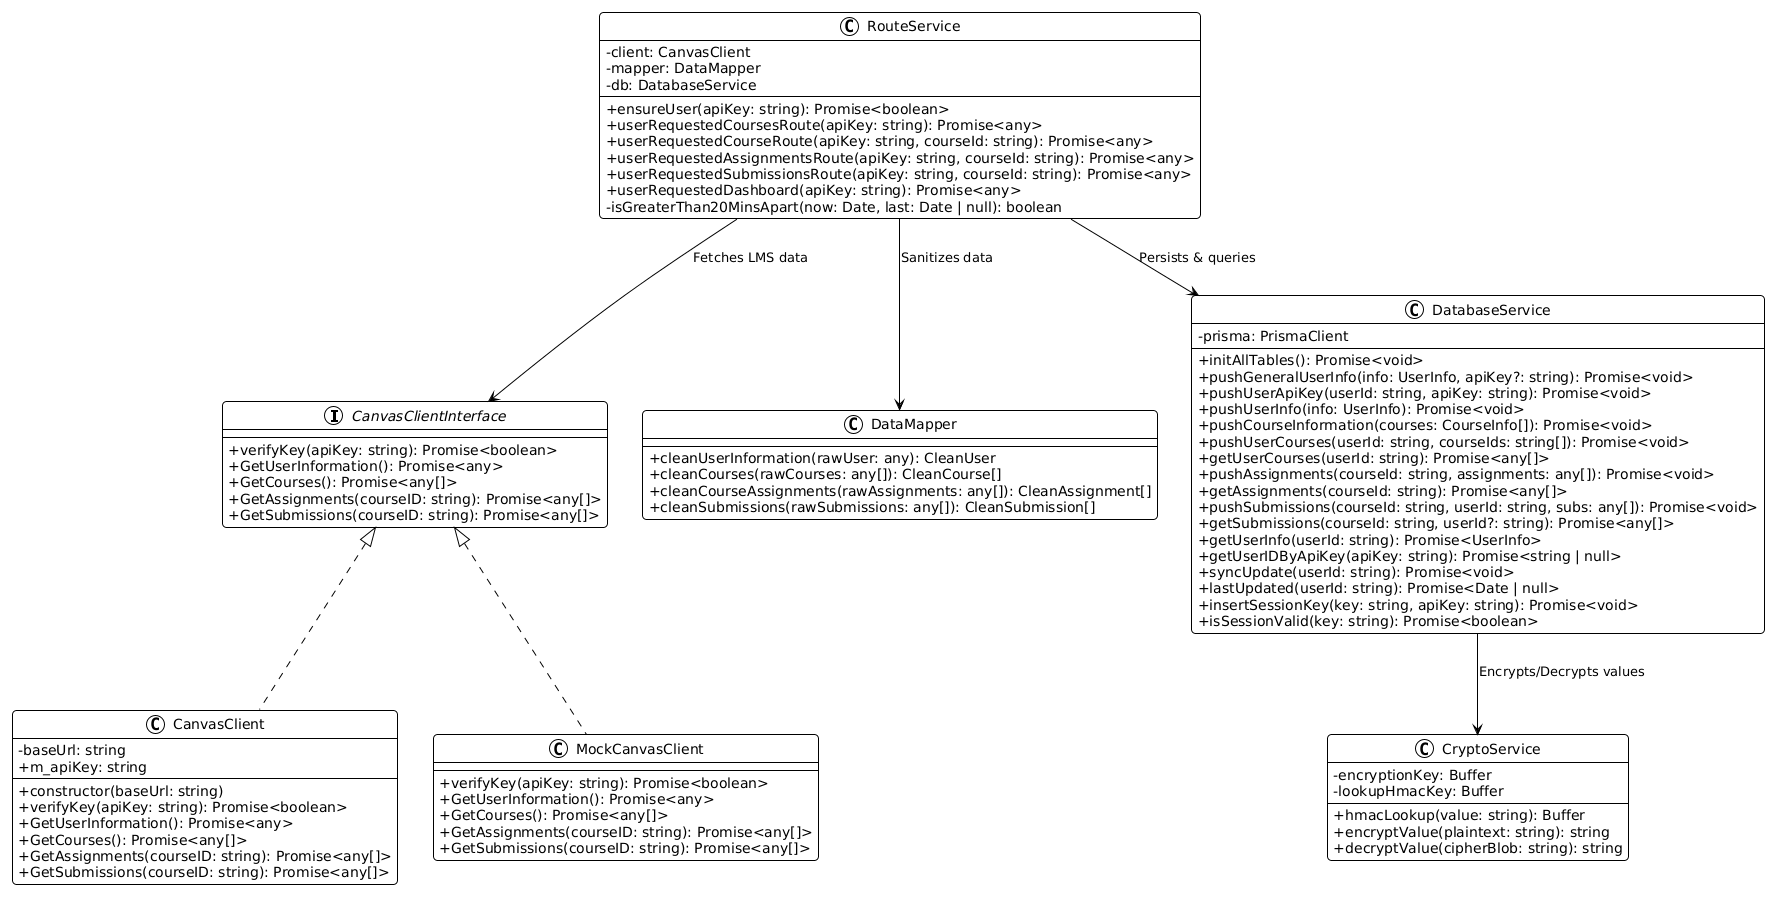 C RouteService
-client: CanvasClient
-mapper: DataMapper
-db: DatabaseService
+ensureUser(apiKey: string): Promise<boolean>
+userRequestedCoursesRoute(apiKey: string): Promise<any>
+userRequestedCourseRoute(apiKey: string, courseId: string): Promise<any>
+userRequestedAssignmentsRoute(apiKey: string, courseId: string): Promise<any>
+userRequestedSubmissionsRoute(apiKey: string, courseId: string): Promise<any>
+userRequestedDashboard(apiKey: string): Promise<any>
-isGreaterThan20MinsApart(now: Date, last: Date | null): boolean
Fetches LMS data
Sanitizes data
Persists & queries
I CanvasClientInterface
+verifyKey(apiKey: string): Promise<boolean>
+GetUserInformation(): Promise<any>
+GetCourses(): Promise<any[]>
+GetAssignments(courseID: string): Promise<any[]>
+GetSubmissions(courseID: string): Promise<any[]>
C DataMapper
+cleanUserInformation(rawUser: any): CleanUser
+cleanCourses(rawCourses: any[]): CleanCourse[]
+cleanCourseAssignments(rawAssignments: any[]): CleanAssignment[]
+cleanSubmissions(rawSubmissions: any[]): CleanSubmission[]
C DatabaseService
-prisma: PrismaClient
+initAllTables(): Promise<void>
+pushGeneralUserInfo(info: UserInfo, apiKey?: string): Promise<void>
+pushUserApiKey(userId: string, apiKey: string): Promise<void>
+pushUserInfo(info: UserInfo): Promise<void>
+pushCourseInformation(courses: CourseInfo[]): Promise<void>
+pushUserCourses(userId: string, courseIds: string[]): Promise<void>
+getUserCourses(userId: string): Promise<any[]>
+pushAssignments(courseId: string, assignments: any[]): Promise<void>
+getAssignments(courseId: string): Promise<any[]>
+pushSubmissions(courseId: string, userId: string, subs: any[]): Promise<void>
+getSubmissions(courseId: string, userId?: string): Promise<any[]>
+getUserInfo(userId: string): Promise<UserInfo>
+getUserIDByApiKey(apiKey: string): Promise<string | null>
+syncUpdate(userId: string): Promise<void>
+lastUpdated(userId: string): Promise<Date | null>
+insertSessionKey(key: string, apiKey: string): Promise<void>
+isSessionValid(key: string): Promise<boolean>
Encrypts/Decrypts values
C CanvasClient
-baseUrl: string
+m_apiKey: string
+constructor(baseUrl: string)
+verifyKey(apiKey: string): Promise<boolean>
+GetUserInformation(): Promise<any>
+GetCourses(): Promise<any[]>
+GetAssignments(courseID: string): Promise<any[]>
+GetSubmissions(courseID: string): Promise<any[]>
C MockCanvasClient
+verifyKey(apiKey: string): Promise<boolean>
+GetUserInformation(): Promise<any>
+GetCourses(): Promise<any[]>
+GetAssignments(courseID: string): Promise<any[]>
+GetSubmissions(courseID: string): Promise<any[]>
C CryptoService
-encryptionKey: Buffer
-lookupHmacKey: Buffer
+hmacLookup(value: string): Buffer
+encryptValue(plaintext: string): string
+decryptValue(cipherBlob: string): string